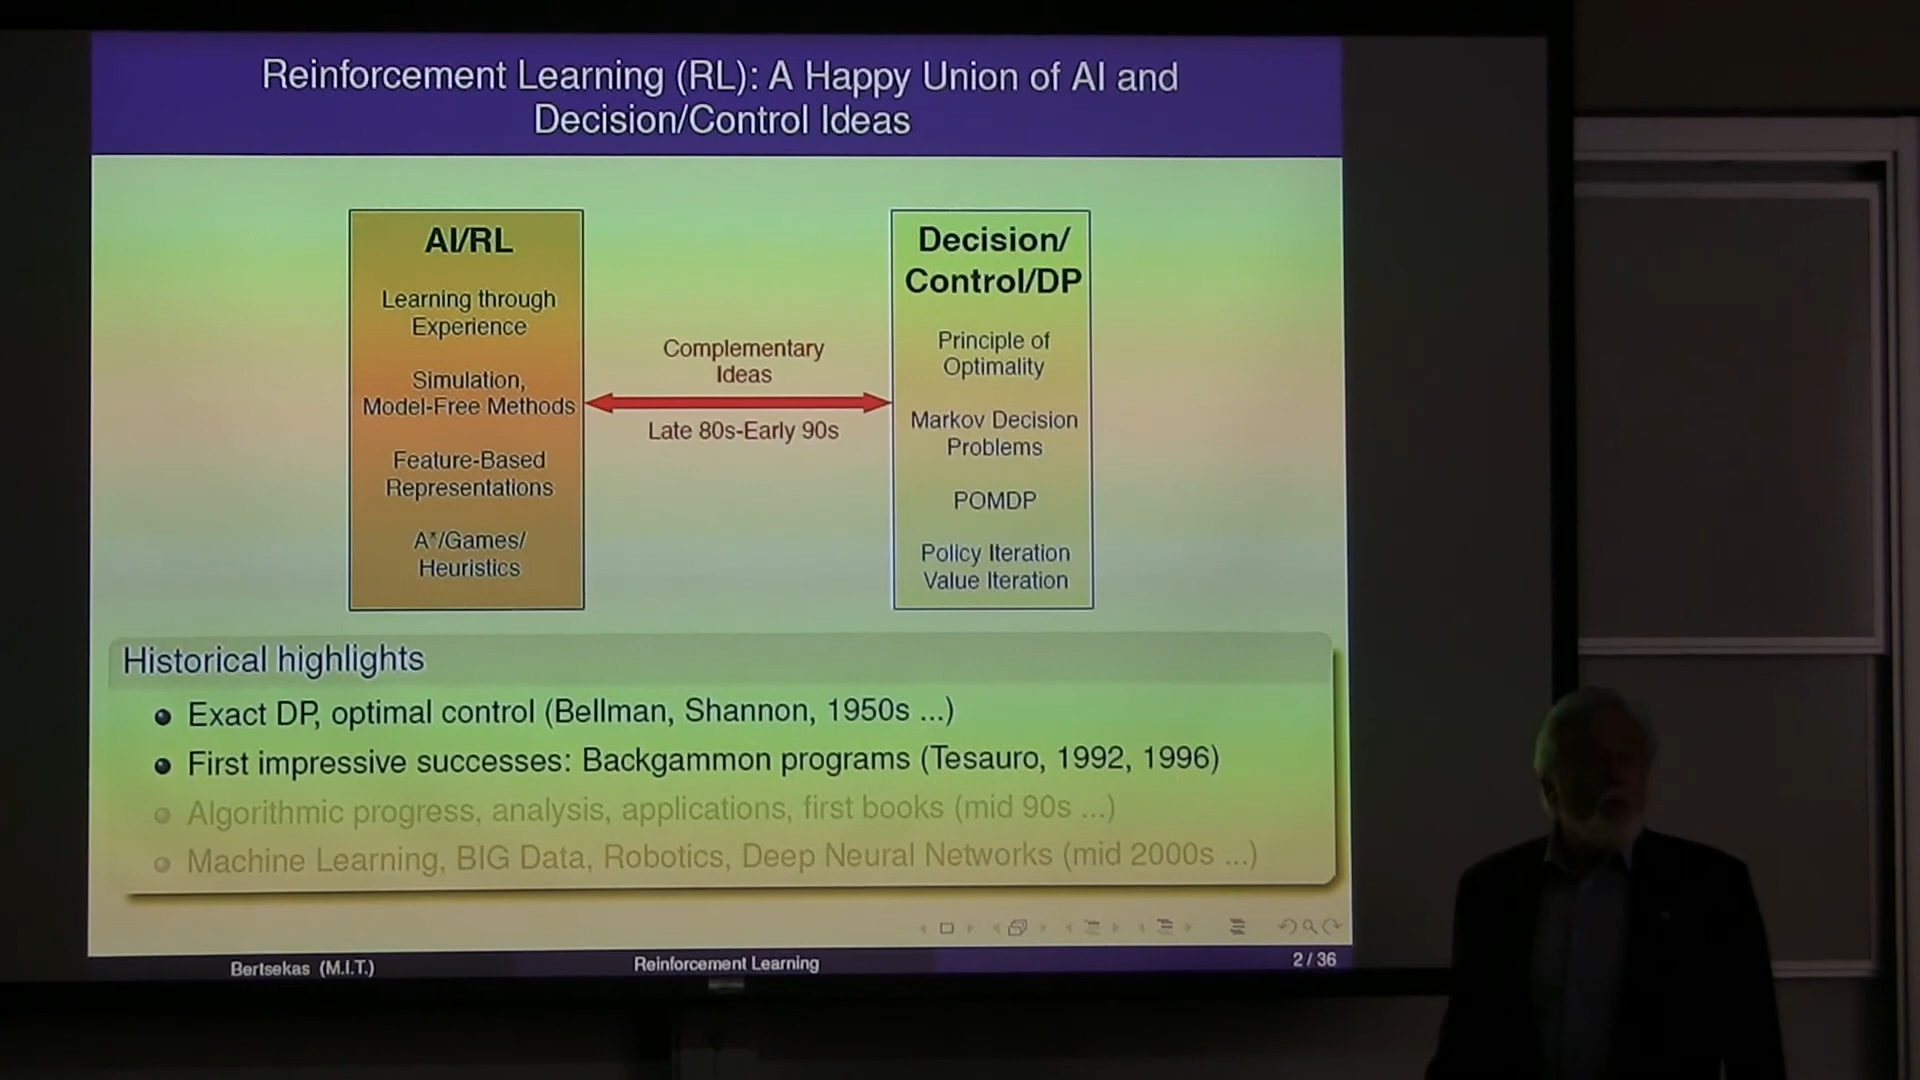 Reinforcement Learning (RL): A Happy Union of AI and
Decision/Control Ideas
AI/RL
Learning through
Experience
Simulation,
Model-Free Methods
Feature-Based
Representations
A*/Games/
Heuristics
Complementary
Ideas
Late 80s-Early 90s
Decision/
Control/DP
Principle of
Optimality
Markov Decision
Problems
POMDP
Policy Iteration
Value Iteration
Historical highlights
Exact DP, optimal control (Bellman, Shannon, 1950s ...)
First impressive successes: Backgammon programs (Tesauro, 1992, 1996)
Algorithmic progress, analysis, applications, first books (mid 90s ...)
Machine Learning, BIG Data, Robotics, Deep Neural Networks (mid 2000s ...)
Bertsekas (M.I.T.)
Reinforcement Learning
2 / 36